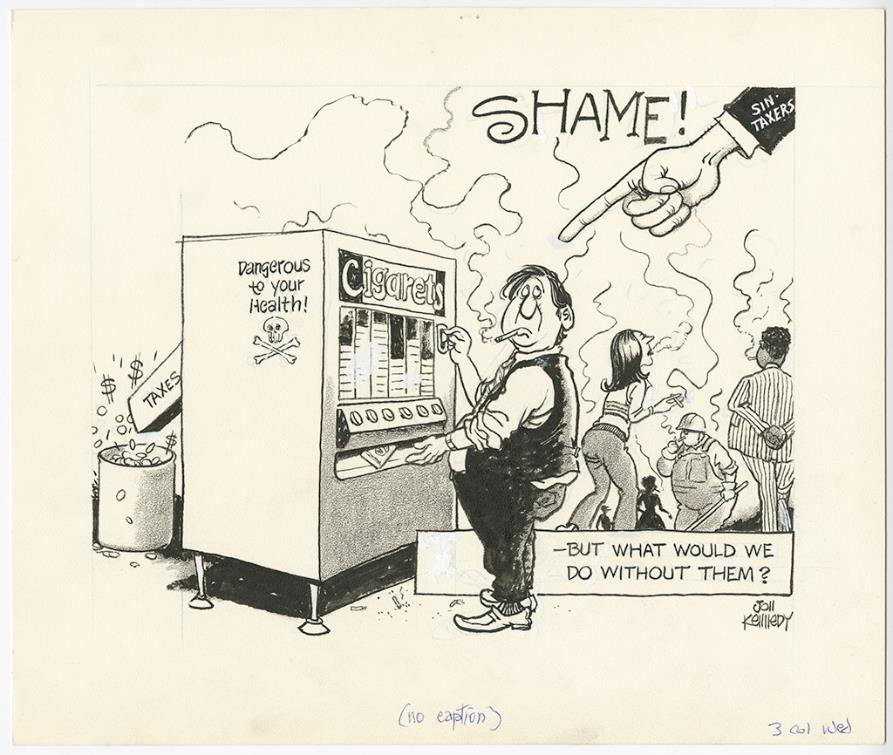 SHAME!
SIN-
TAXERS
Dangerous
to your
Health!
Cigarets
$
$
$
TAXES
—BUT WHAT WOULD WE
DO WITHOUT THEM?
Jon
Kennedy
(no caption)
3 col Wed